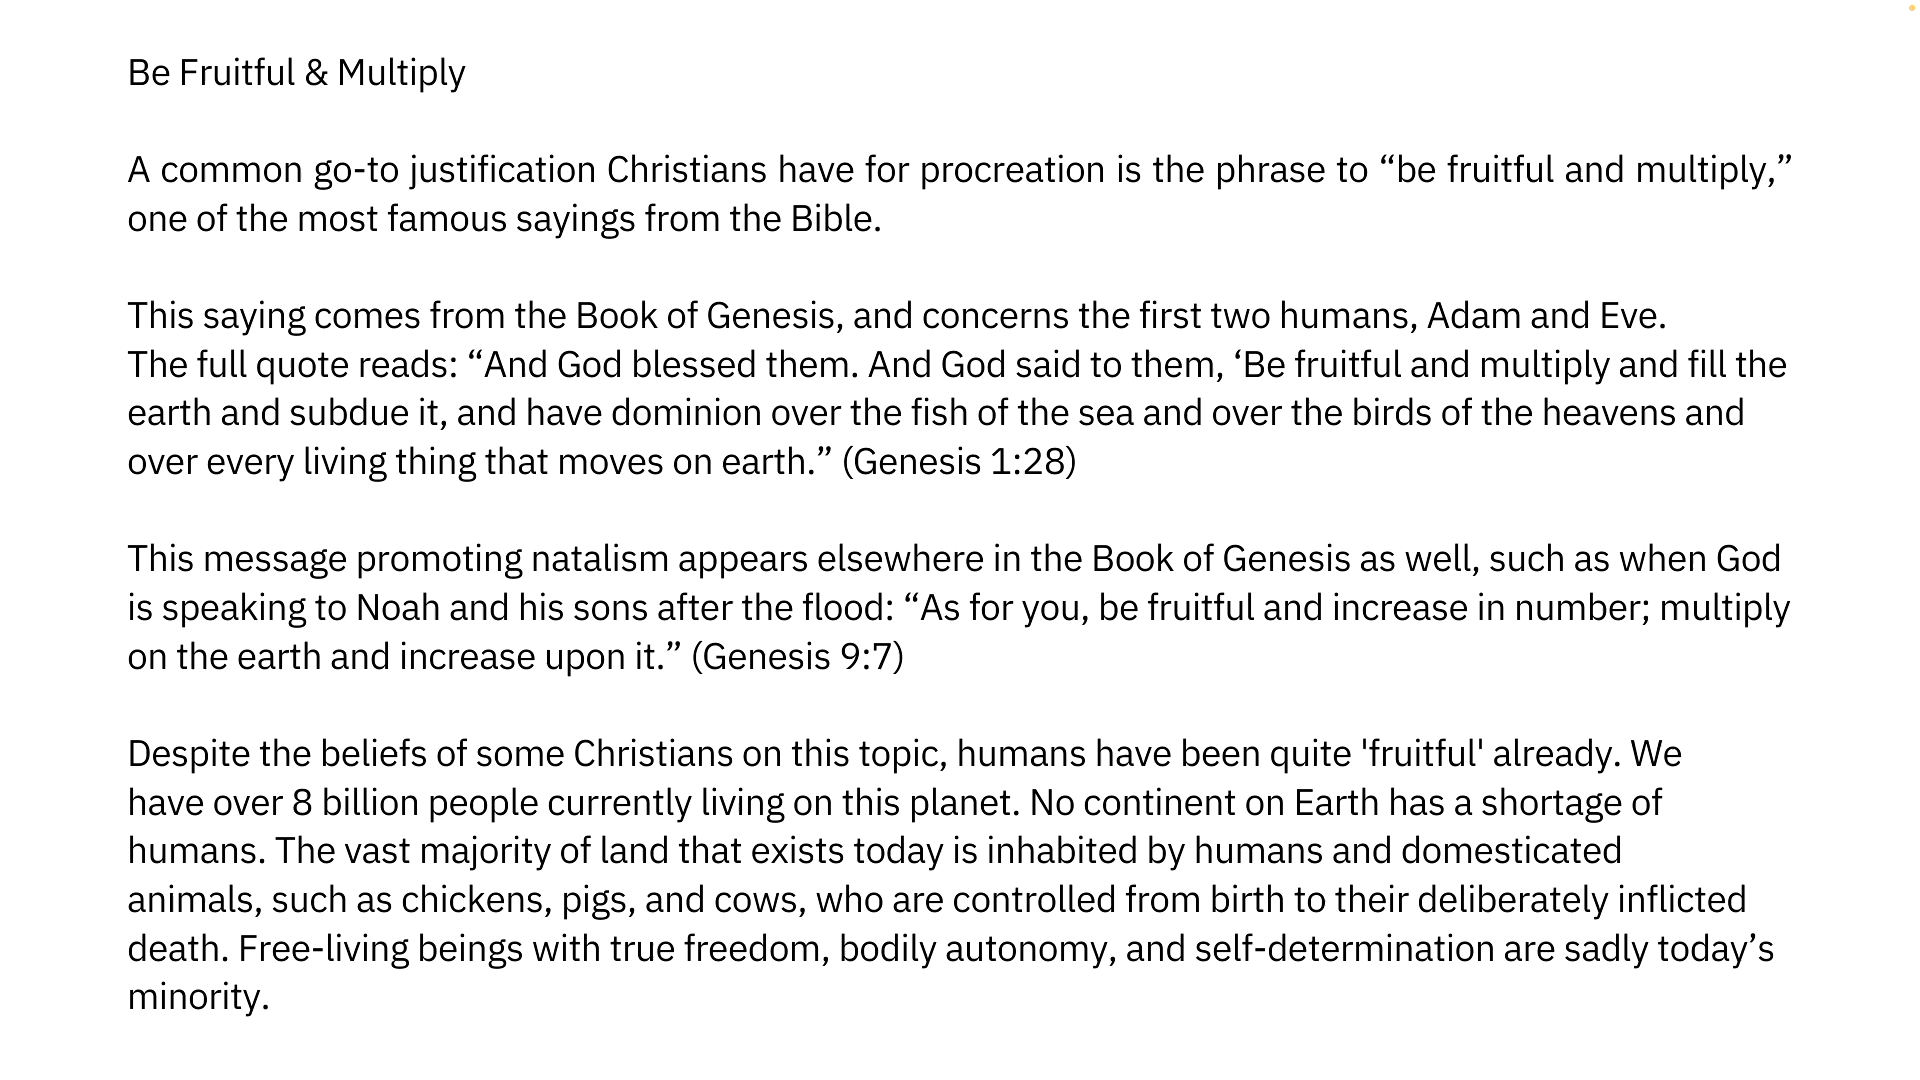 Be Fruitful & Multiply
A common go-to justification Christians have for procreation is the phrase to “be fruitful and multiply,”
one of the most famous sayings from the Bible.
This saying comes from the Book of Genesis, and concerns the first two humans, Adam and Eve.
The full quote reads: “And God blessed them. And God said to them, ‘Be fruitful and multiply and fill the
earth and subdue it, and have dominion over the fish of the sea and over the birds of the heavens and
over every living thing that moves on earth.” (Genesis 1:28)
This message promoting natalism appears elsewhere in the Book of Genesis as well, such as when God
is speaking to Noah and his sons after the flood: “As for you, be fruitful and increase in number; multiply
on the earth and increase upon it.” (Genesis 9:7)
Despite the beliefs of some Christians on this topic, humans have been quite 'fruitful' already. We
have over 8 billion people currently living on this planet. No continent on Earth has a shortage of
humans. The vast majority of land that exists today is inhabited by humans and domesticated
animals, such as chickens, pigs, and cows, who are controlled from birth to their deliberately inflicted
death. Free-living beings with true freedom, bodily autonomy, and self-determination are sadly today’s
minority.